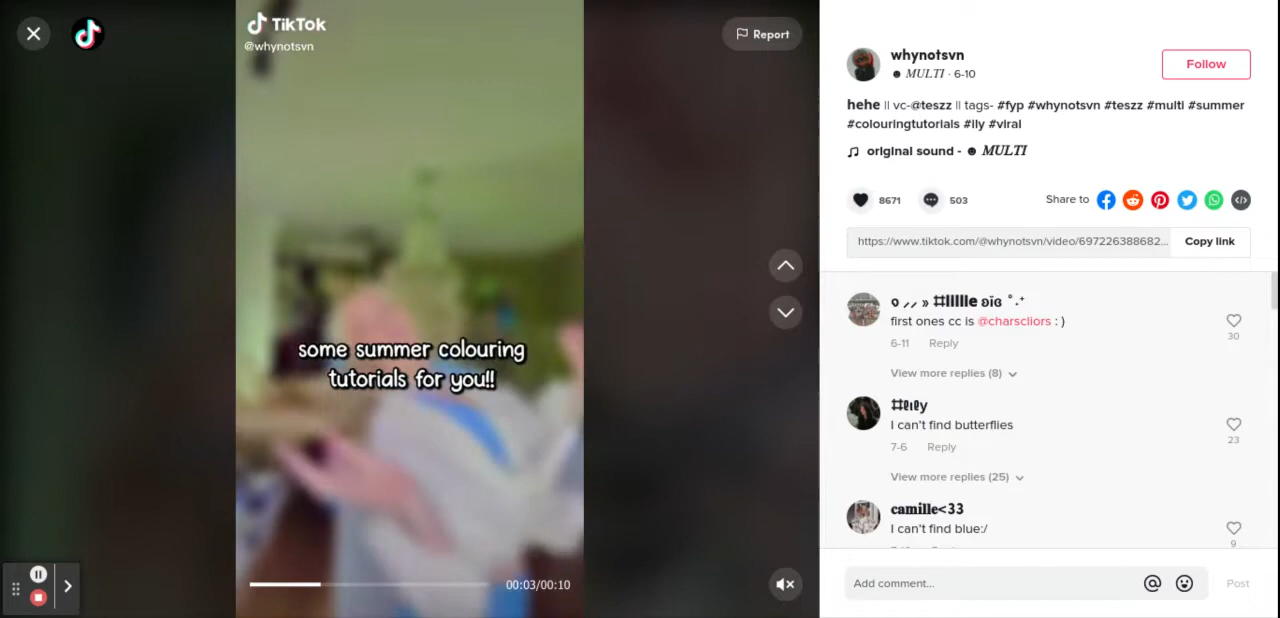 TikTok
@whynotsvn
Report
some summer colouring
tutorials for you!!
00:03/00:10
whynotsvn
☻ 𝑀𝑈𝐿𝑇𝐼 · 6-10
Follow
hehe || vc-@teszz || tags- #fyp #whynotsvn #teszz #multi #summer
#colouringtutorials #ily #viral
♫ original sound - ☻ 𝑀𝑈𝐿𝑇𝐼
8671
503
Share to
https://www.tiktok.com/@whynotsvn/video/697226388682...
Copy link
first ones cc is @charscliors : )
30
6-11 Reply
View more replies (8)
⌗𝖑𝖎𝖑𝖞
I can't find butterflies
23
7-6 Reply
View more replies (25)
𝐜𝐚𝐦𝐢𝐥𝐥𝐞<𝟑𝟑
I can't find blue:/
9
Add comment...
Post